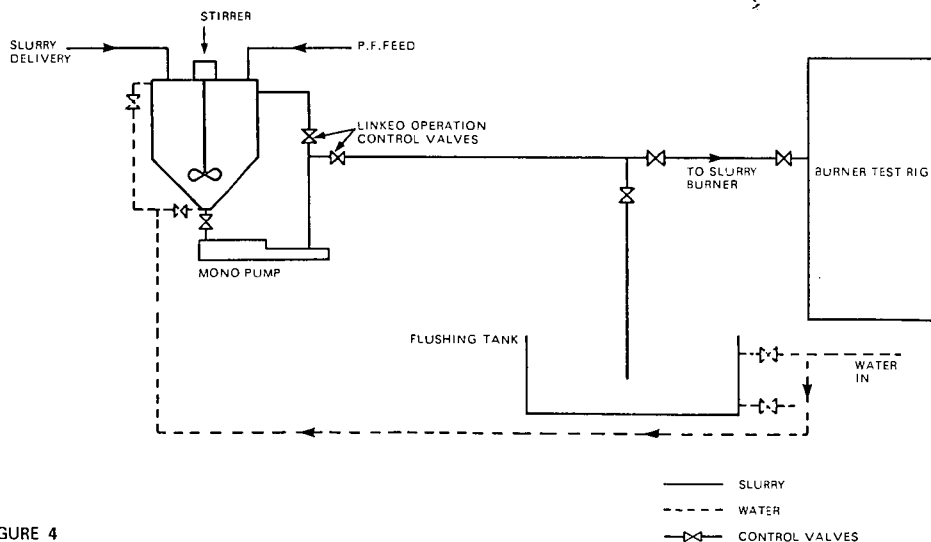 STIRRER
SLURRY
DELIVERY
P.F.FEED
LINKEO OPERATION
CONTROL VALVES
TO SLURRY
BURNER
BURNER TEST RIG
MONO PUMP
FLUSHING TANK
WATER
IN
SLURRY
WATER
CONTROL VALVES
GURE 4